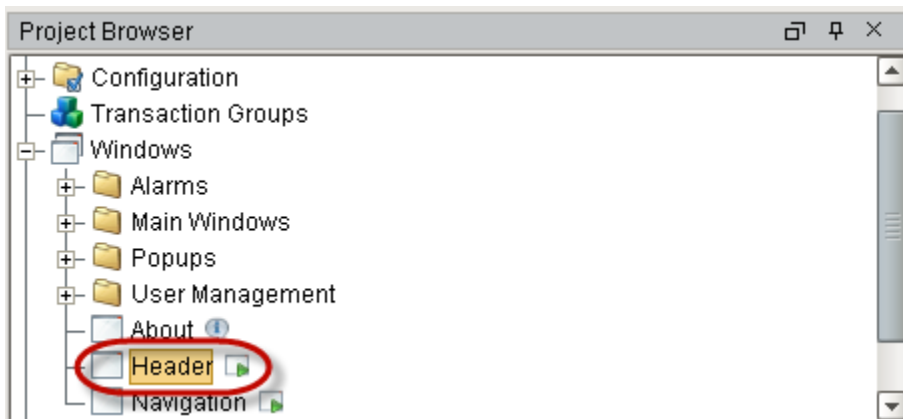 Project Browser
Configuration
Transaction Groups
Windows
Alarms
Main Windows
Popups
User Management
About
Header
Navigation